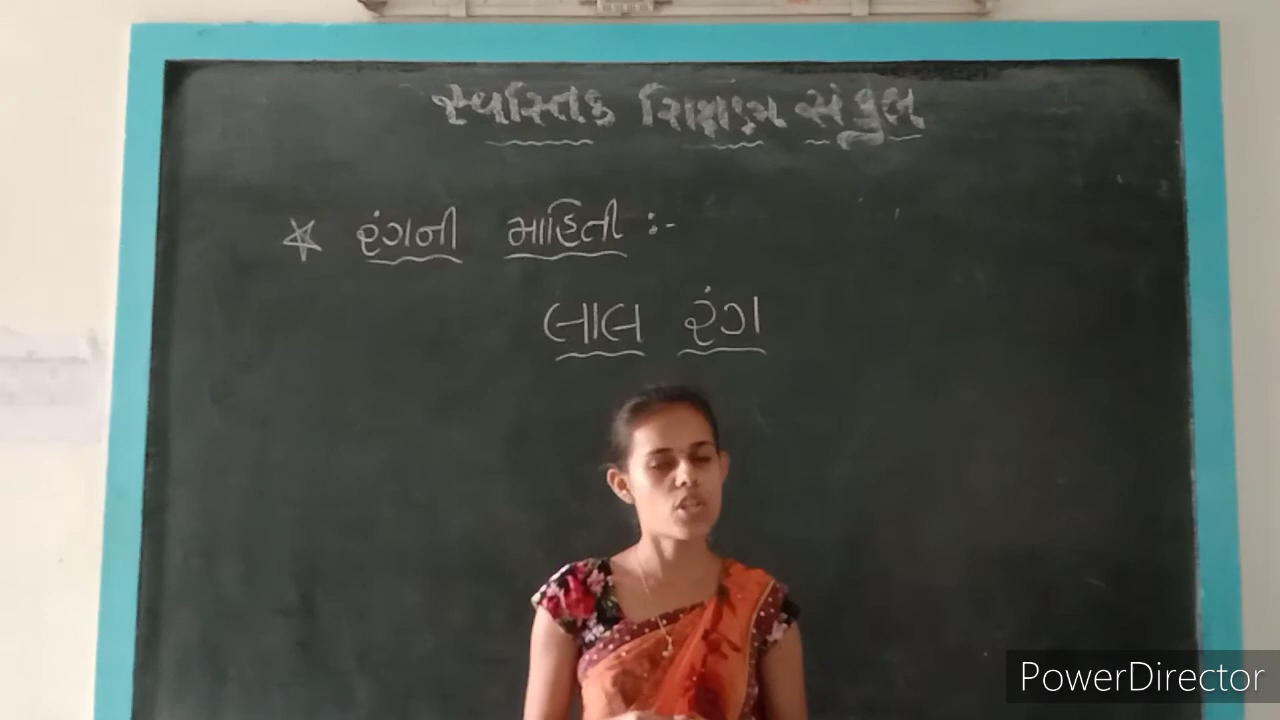 સ્વસ્તિક શિક્ષણ સંકુલ
★ રંગની માહિતી :-
લાલ રંગ
PowerDirector